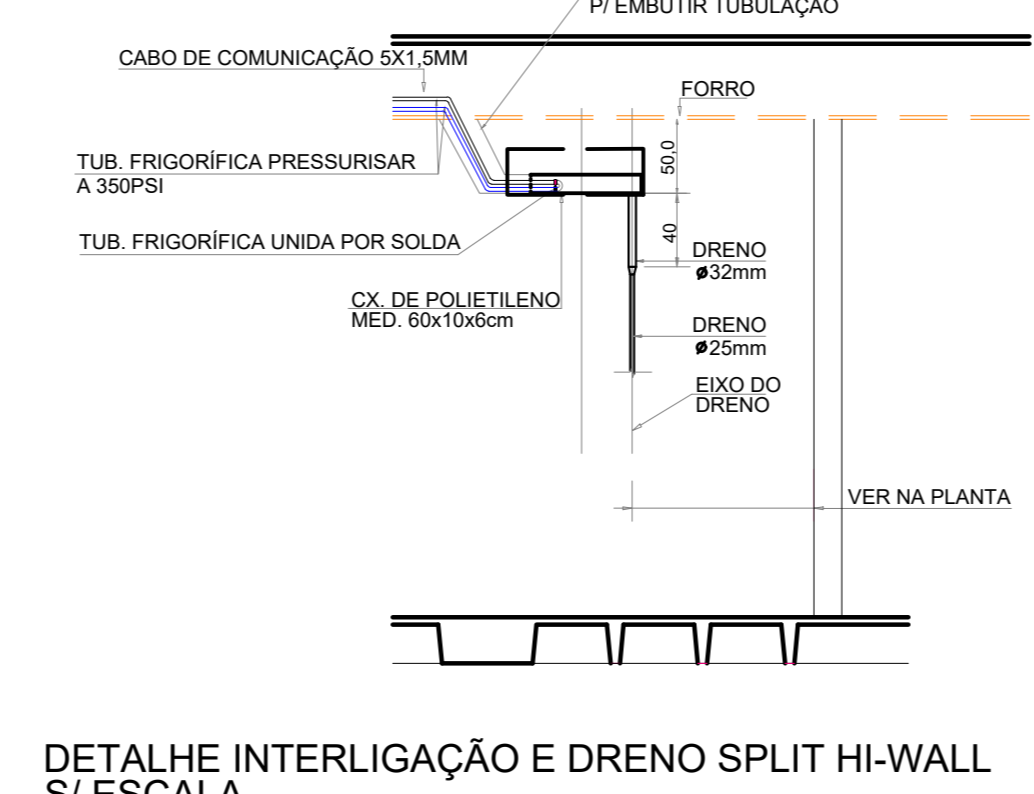 P/ EMBUTIR TUBULAÇÃO
CABO DE COMUNICAÇÃO 5X1,5MM
FORRO
50,0
TUB. FRIGORÍFICA PRESSURISAR
A 350PSI
40
TUB. FRIGORÍFICA UNIDA POR SOLDA
DRENO
ø32mm
CX. DE POLIETILENO
MED. 60x10x6cm
DRENO
ø25mm
EIXO DO
DRENO
VER NA PLANTA
DETALHE INTERLIGAÇÃO E DRENO SPLIT HI-WALL
S/ ESCALA